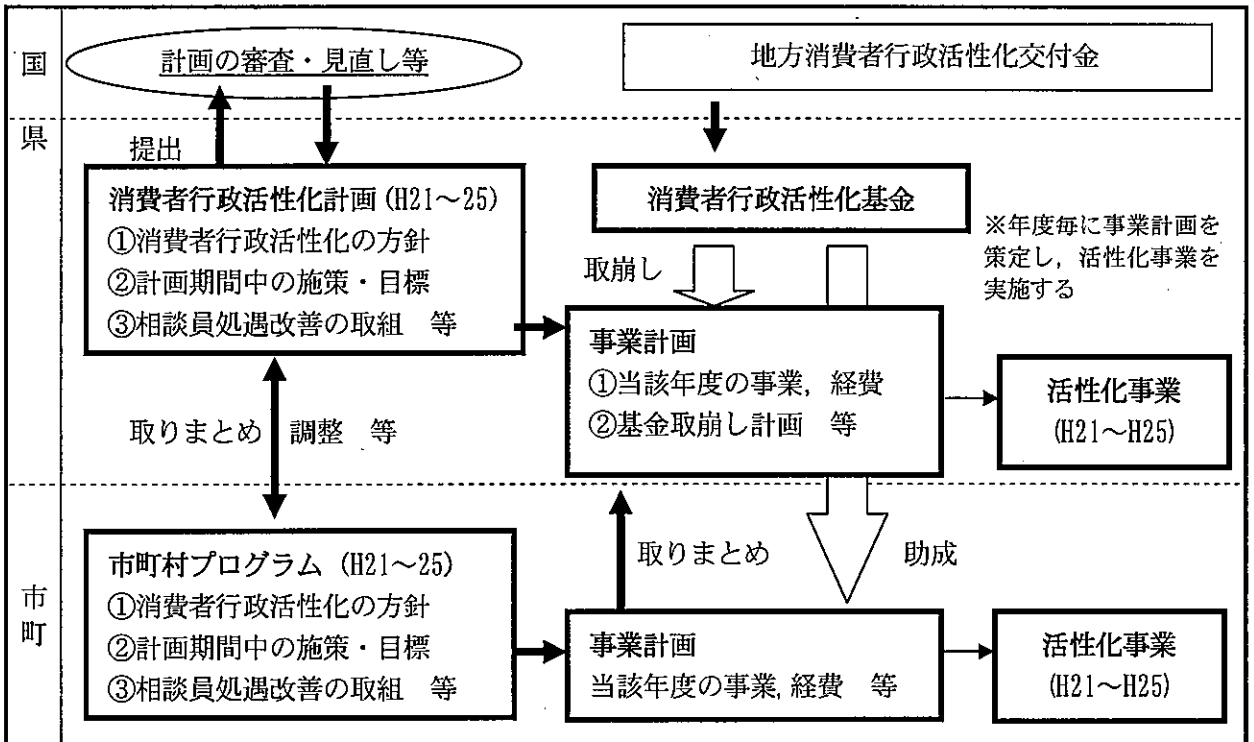 国
計画の審査・見直し等
地方消費者行政活性化交付金
県
提出
消費者行政活性化計画(H21～25)
①消費者行政活性化の方針
②計画期間中の施策・目標
③相談員処遇改善の取組　等
消費者行政活性化基金
※年度毎に事業計画を
策定し，活性化事業を
実施する
取崩し
事業計画
①当該年度の事業，経費
②基金取崩し計画　等
活性化事業
(H21～H25)
取りまとめ
調整　等
市町
市町村プログラム (H21～25)
①消費者行政活性化の方針
②計画期間中の施策・目標
③相談員処遇改善の取組　等
取りまとめ
助成
事業計画
当該年度の事業，経費　等
活性化事業
(H21～H25)